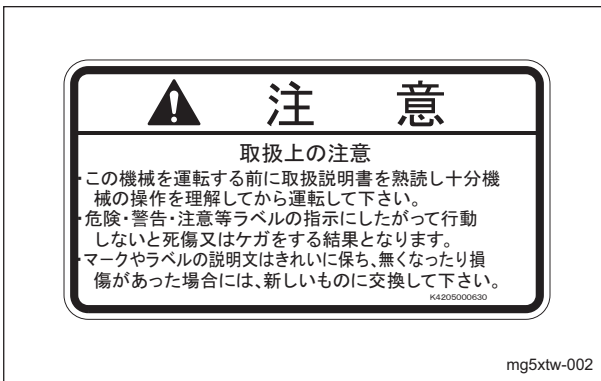 注 意
取扱上の注意
・この機械を運転する前に取扱説明書を熟読し十分機
械の操作を理解してから運転して下さい。
・危険・警告・注意等ラベルの指示にしたがって行動
しないと死傷又はケガをする結果となります。
・マークやラベルの説明文はきれいに保ち、無くなったり損
傷があった場合には、新しいものに交換して下さい。
K4205000630
mg5xtw-002